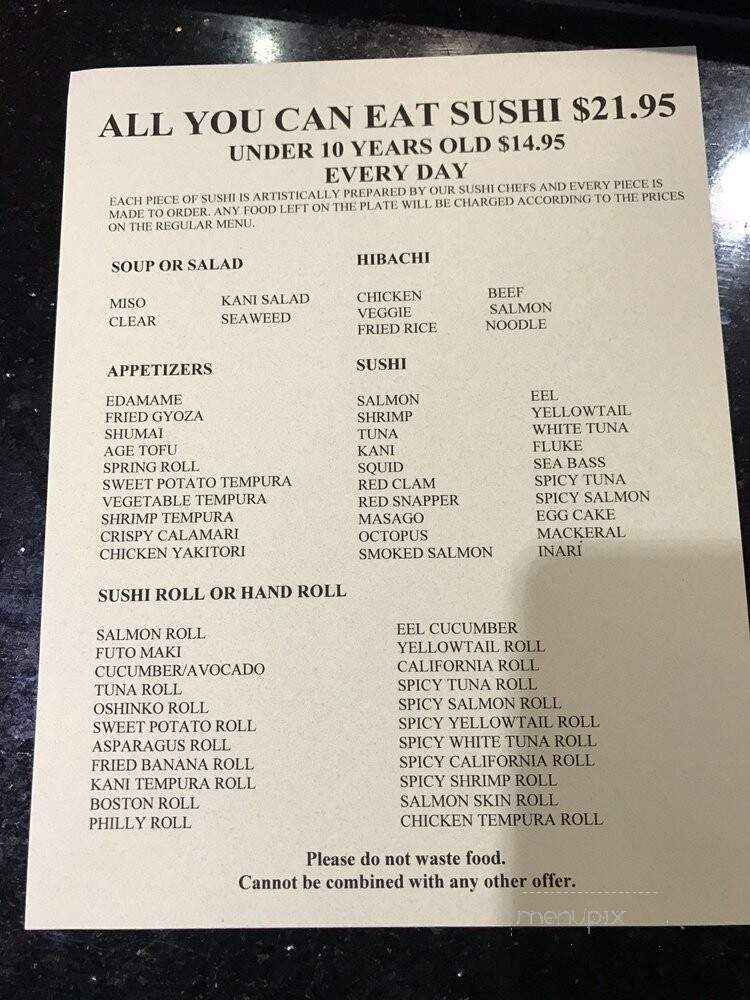 ALL YOU CAN EAT SUSHI $21.95
UNDER 10 YEARS OLD $14.95
EVERY DAY
EACH PIECE OF SUSHI IS ARTISTICALLY PREPARED BY OUR SUSHI CHEFS AND EVERY PIECE IS
MADE TO ORDER. ANY FOOD LEFT ON THE PLATE WILL BE CHARGED ACCORDING TO THE PRICES
ON THE REGULAR MENU.
SOUP OR SALAD
MISO KANI SALAD
CLEAR SEAWEED
HIBACHI
CHICKEN BEEF
VEGGIE SALMON
FRIED RICE NOODLE
APPETIZERS
EDAMAME
FRIED GYOZA
SHUMAI
AGE TOFU
SPRING ROLL
SWEET POTATO TEMPURA
VEGETABLE TEMPURA
SHRIMP TEMPURA
CRISPY CALAMARI
CHICKEN YAKITORI
SUSHI
SALMON EEL
SHRIMP YELLOWTAIL
TUNA WHITE TUNA
KANI FLUKE
SQUID SEA BASS
RED CLAM SPICY TUNA
RED SNAPPER SPICY SALMON
MASAGO EGG CAKE
OCTOPUS MACKERAL
SMOKED SALMON INARI
SUSHI ROLL OR HAND ROLL
SALMON ROLL EEL CUCUMBER
FUTO MAKI YELLOWTAIL ROLL
CUCUMBER/AVOCADO CALIFORNIA ROLL
TUNA ROLL SPICY TUNA ROLL
OSHINKO ROLL SPICY SALMON ROLL
SWEET POTATO ROLL SPICY YELLOWTAIL ROLL
ASPARAGUS ROLL SPICY WHITE TUNA ROLL
FRIED BANANA ROLL SPICY CALIFORNIA ROLL
KANI TEMPURA ROLL SPICY SHRIMP ROLL
BOSTON ROLL SALMON SKIN ROLL
PHILLY ROLL CHICKEN TEMPURA ROLL
Please do not waste food.
Cannot be combined with any other offer.
menupix